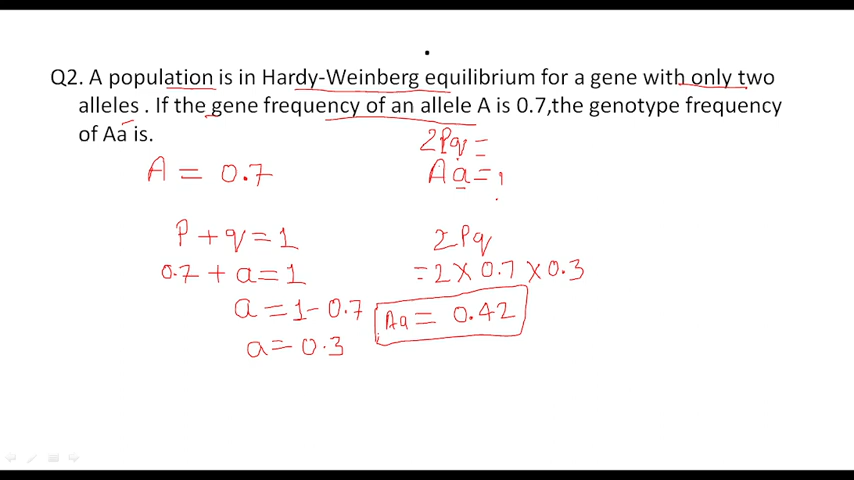 Q2. A population is in Hardy-Weinberg equilibrium for a gene with only two
alleles . If the gene frequency of an allele A is 0.7,the genotype frequency
of Aa is.
2Pq =
A = 0.7
Aa = ?
P + q = 1
0.7 + a = 1
a = 1 - 0.7
a = 0.3
2Pq
= 2 x 0.7 x 0.3
Aa = 0.42